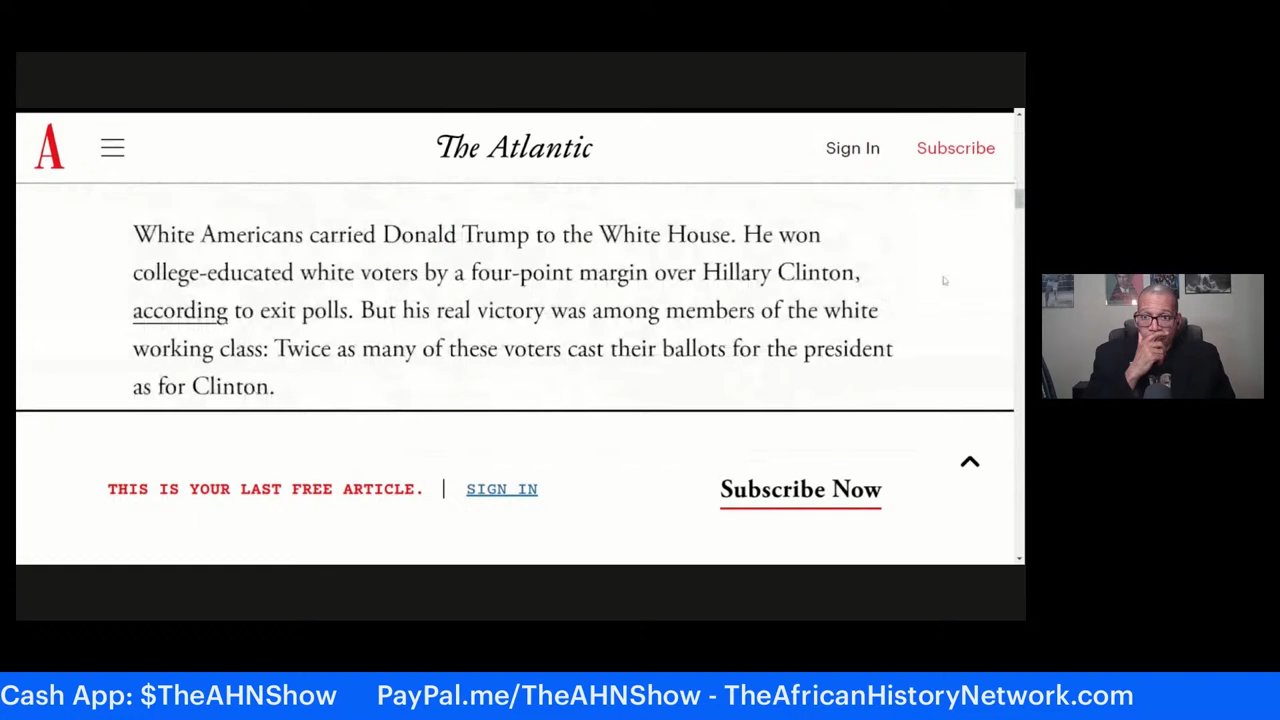 A
The Atlantic
Sign In
Subscribe
White Americans carried Donald Trump to the White House. He won
college-educated white voters by a four-point margin over Hillary Clinton,
according to exit polls. But his real victory was among members of the white
working class: Twice as many of these voters cast their ballots for the president
as for Clinton.
THIS IS YOUR LAST FREE ARTICLE. | SIGN IN
Subscribe Now
Cash App: $TheAHNShow PayPal.me/TheAHNShow - TheAfricanHistoryNetwork.com